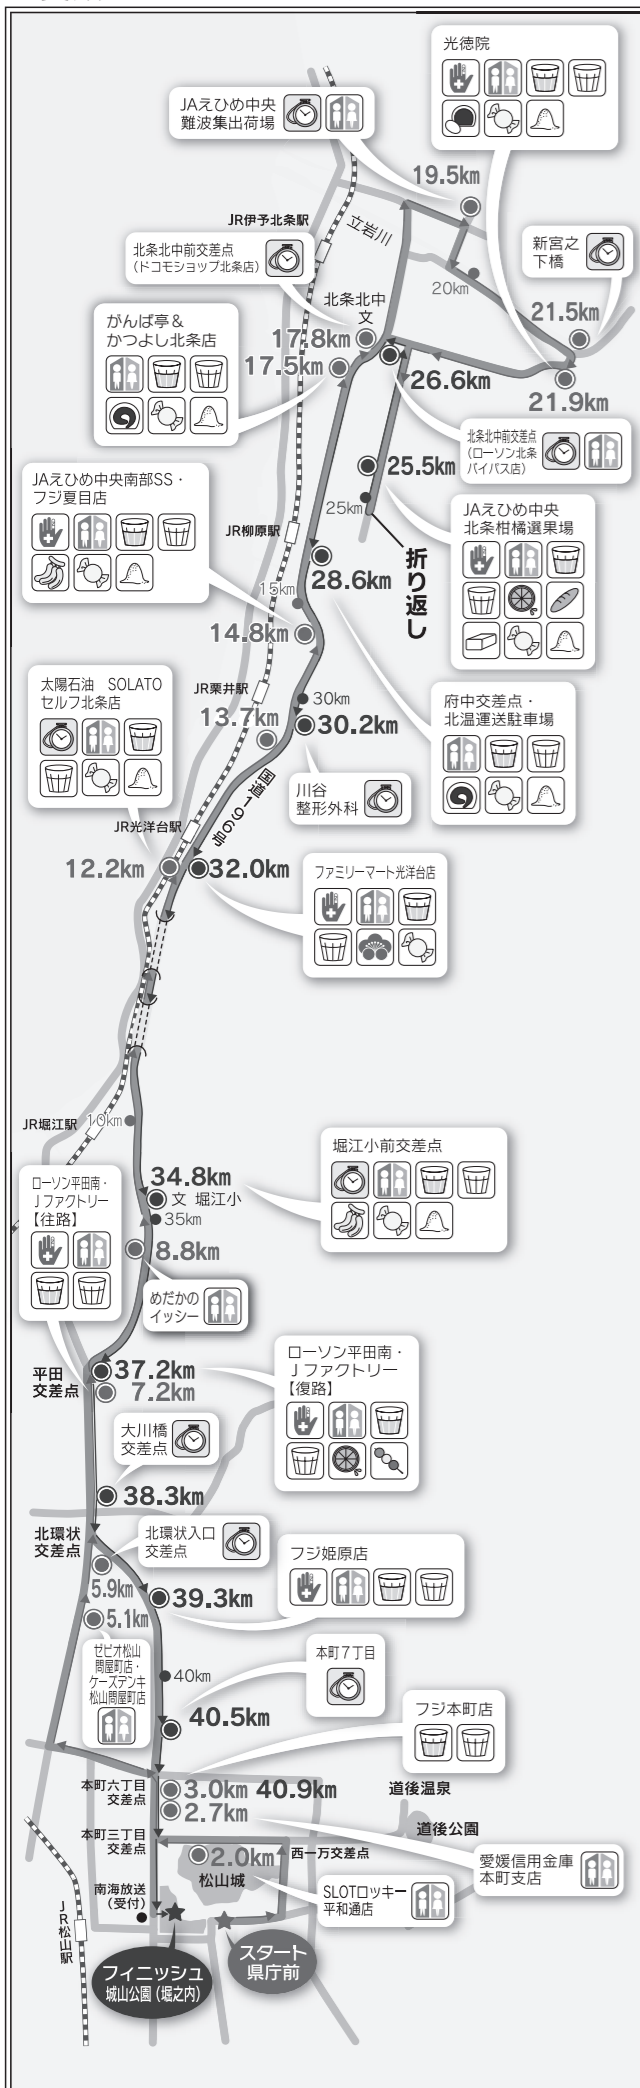 光徳院
JAえひめ中央
難波集出荷場
19.5km
JR伊予北条駅
立岩川
北条北中前交差点
(ドコモショップ北条店)
新宮之
下橋
20km
北条北中
文
21.5km
がんば亭＆
かつよし北条店
17.8km
17.5km
26.6km
21.9km
北条北中前交差点
(ローソン北条
バイパス店)
JAえひめ中央南部SS・
フジ夏目店
25.5km
25km
JAえひめ中央
北条柑橘選果場
JR柳原駅
折り返し
28.6km
15km
14.8km
太陽石油 SOLATO
セルフ北条店
JR粟井駅
30km
13.7km
30.2km
府中交差点・
北温運送駐車場
川谷
整形外科
国道196号
JR光洋台駅
12.2km
32.0km
ファミリーマート光洋台店
JR堀江駅
10km
堀江小前交差点
ローソン平田南・
Jファクトリー
【往路】
34.8km
文 堀江小
35km
8.8km
めだかの
イッシー
ローソン平田南・
Jファクトリー
【復路】
平田
交差点
37.2km
7.2km
大川橋
交差点
38.3km
北環状
交差点
北環状入口
交差点
フジ姫原店
5.9km
39.3km
5.1km
ゼビオ松山
問屋町店・
ケーズデンキ
松山問屋町店
本町7丁目
40km
40.5km
フジ本町店
本町六丁目
交差点
3.0km 40.9km
2.7km
道後温泉
道後公園
本町三丁目
交差点
2.0km
西一万交差点
愛媛信用金庫
本町支店
松山城
南海放送
(受付)
SLOTロッキー
平和通店
JR松山駅
フィニッシュ
城山公園(堀之内)
スタート
県庁前